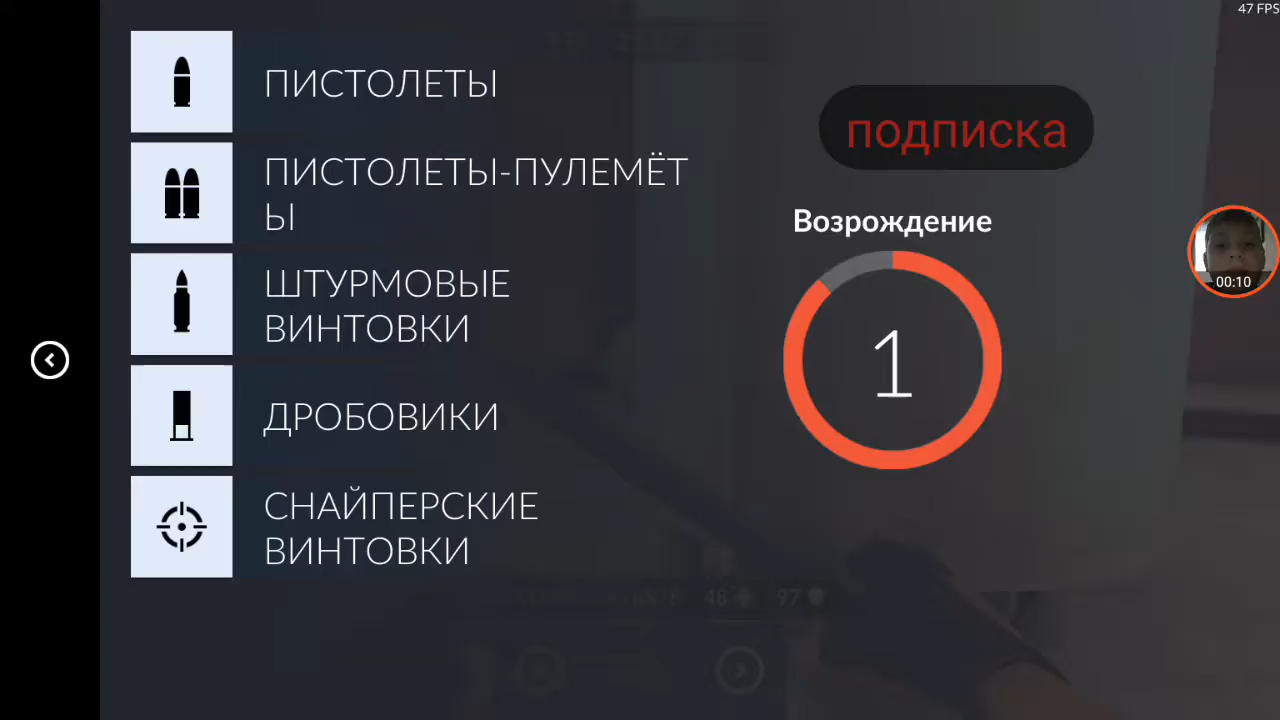 47 FPS
ПИСТОЛЕТЫ
ПИСТОЛЕТЫ-ПУЛЕМЁТ
Ы
ШТУРМОВЫЕ
ВИНТОВКИ
ДРОБОВИКИ
СНАЙПЕРСКИЕ
ВИНТОВКИ
подписка
Возрождение
1
00:10
48
97